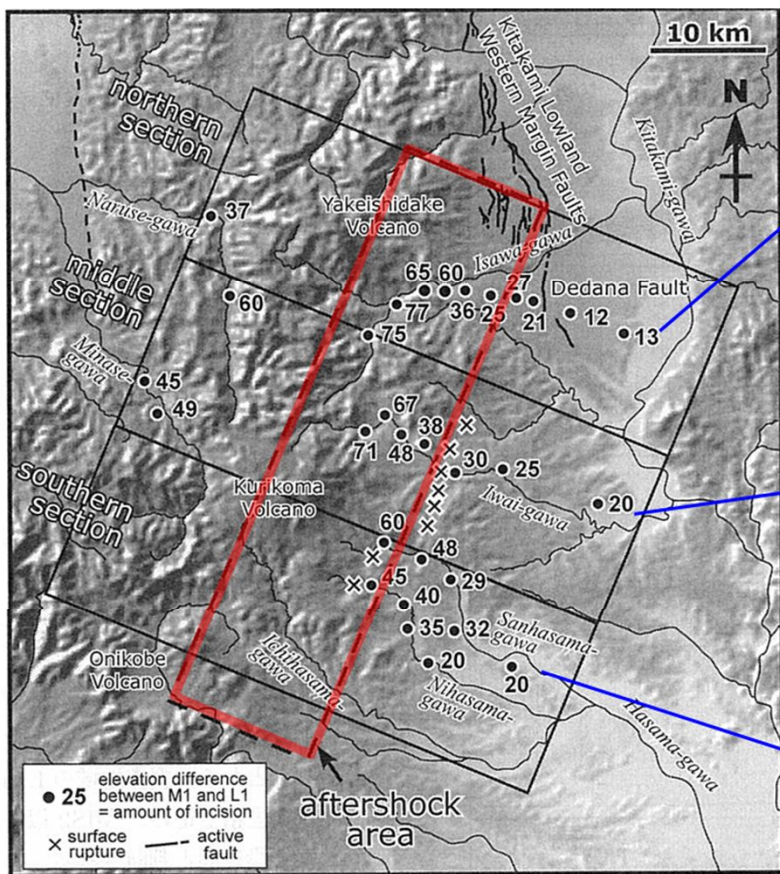 10 km
N
northern
section
Kitakami Lowland
Western Margin Faults
Kitakami-gawa
Naruse-gawa
37
Yakeishidake
Volcano
Isawa-gawa
middle
section
60
65
60
36
27
25
21
Dedana Fault
12
13
77
75
Minase-
gawa
45
49
67
71
48
38
30
25
20
Iwai-gawa
southern
section
Kurikoma
Volcano
60
48
45
29
40
35
32
20
20
Sanhasama-
gawa
Onikobe
Volcano
Ichihasama-
gawa
Nihasama-
gawa
Hasama-gawa
aftershock
area
25
elevation difference
between M1 and L1
= amount of incision
surface
rupture
active
fault